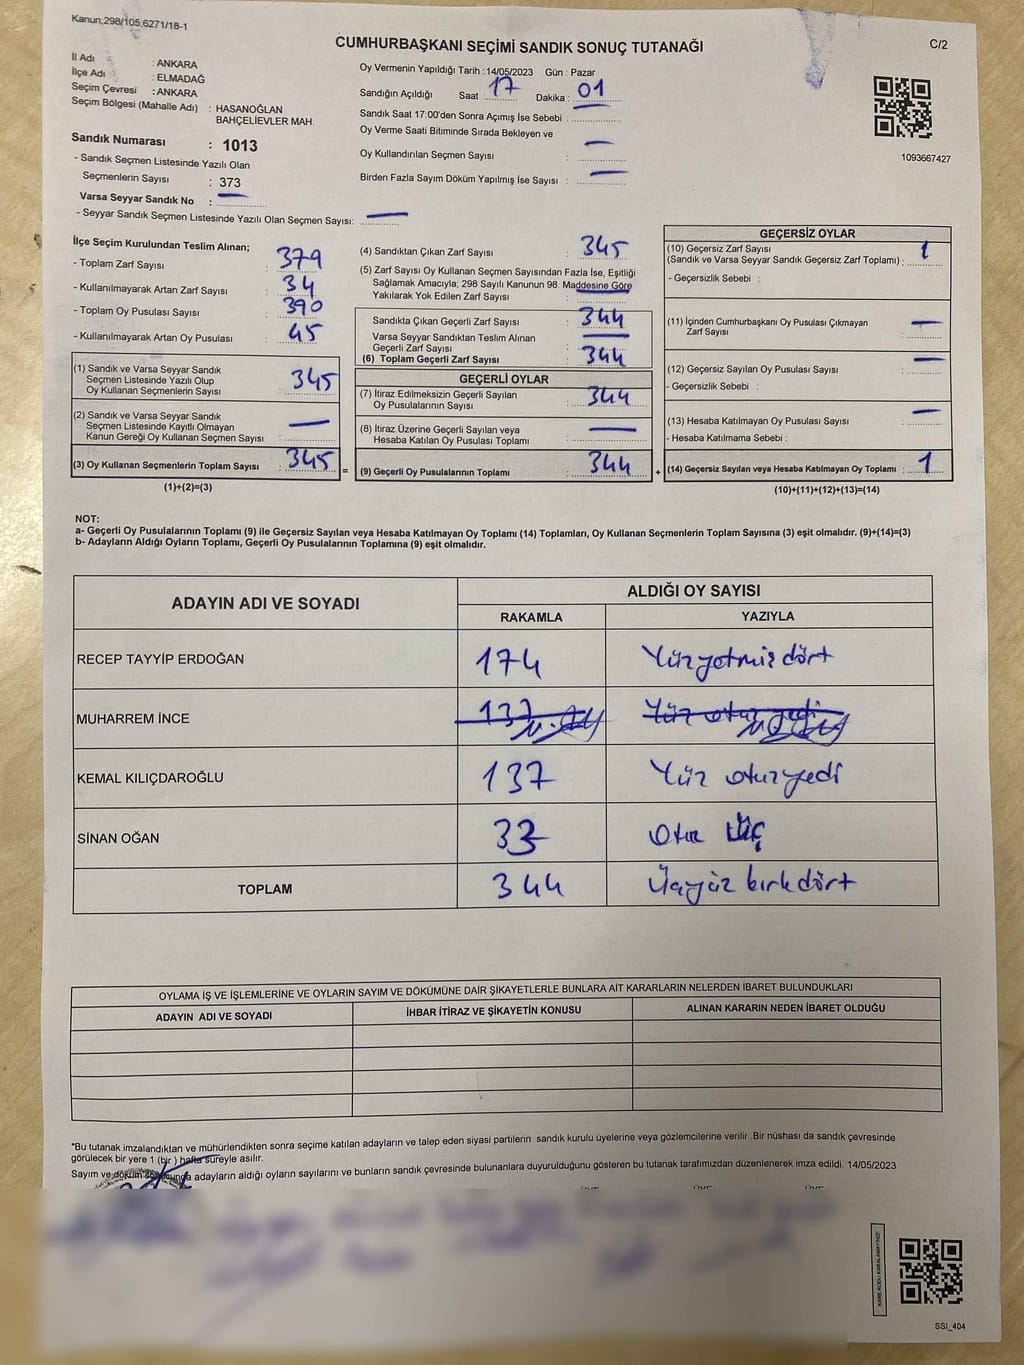 Kanun;298/105,6271/18-1
CUMHURBAŞKANI SEÇİMİ SANDIK SONUÇ TUTANAĞI
C/2
İl Adı : ANKARA
İlçe Adı : ELMADAĞ
Seçim Çevresi : ANKARA
Seçim Bölgesi (Mahalle Adı) : HASANOĞLAN
BAHÇELİEVLER MAH.
Sandık Numarası : 1013
- Sandık Seçmen Listesinde Yazılı Olan
Seçmenlerin Sayısı : 373
Varsa Seyyar Sandık No : —
- Seyyar Sandık Seçmen Listesinde Yazılı Olan Seçmen Sayısı: —
Oy Vermenin Yapıldığı Tarih : 14/05/2023 Gün : Pazar
Sandığın Açıldığı Saat : 17 Dakika : 01
Sandık Saat 17:00'den Sonra Açımış İse Sebebi :
Oy Verme Saati Bitiminde Sırada Bekleyen ve
Oy Kullandırılan Seçmen Sayısı : —
Birden Fazla Sayım Döküm Yapılmış İse Sayısı : —
1093667427
İlçe Seçim Kurulundan Teslim Alınan;
- Toplam Zarf Sayısı : 379
- Kullanılmayarak Artan Zarf Sayısı : 34
- Toplam Oy Pusulası Sayısı : 390
- Kullanılmayarak Artan Oy Pusulası : 45
(1) Sandık ve Varsa Seyyar Sandık
Seçmen Listesinde Yazılı Olup
Oy Kullanan Seçmenlerin Sayısı : 345
(2) Sandık ve Varsa Seyyar Sandık
Seçmen Listesinde Kayıtlı Olmayan
Kanun Gereği Oy Kullanan Seçmen Sayısı : —
(3) Oy Kullanan Seçmenlerin Toplam Sayısı : 345 =
(1)+(2)=(3)
(4) Sandıktan Çıkan Zarf Sayısı : 345
(5) Zarf Sayısı Oy Kullanan Seçmen Sayısından Fazla İse, Eşitliği
Sağlamak Amacıyla; 298 Sayılı Kanunun 98. Maddesine Göre
Yakılarak Yok Edilen Zarf Sayısı : —
Sandıkta Çıkan Geçerli Zarf Sayısı : 344
Varsa Seyyar Sandıktan Teslim Alınan
Geçerli Zarf Sayısı : —
(6) Toplam Geçerli Zarf Sayısı : 344
GEÇERLİ OYLAR
(7) İtiraz Edilmeksizin Geçerli Sayılan
Oy Pusulalarının Sayısı : 344
(8) İtiraz Üzerine Geçerli Sayılan veya
Hesaba Katılan Oy Pusulası Toplamı : —
(9) Geçerli Oy Pusulalarının Toplamı : 344 +
GEÇERSİZ OYLAR
(10) Geçersiz Zarf Sayısı
(Sandık ve Varsa Seyyar Sandık Geçersiz Zarf Toplamı) : 1
- Geçersizlik Sebebi :
(11) İçinden Cumhurbaşkanı Oy Pusulası Çıkmayan
Zarf Sayısı : —
(12) Geçersiz Sayılan Oy Pusulası Sayısı : —
- Geçersizlik Sebebi :
(13) Hesaba Katılmayan Oy Pusulası Sayısı : —
- Hesaba Katılmama Sebebi :
(14) Geçersiz Sayılan veya Hesaba Katılmayan Oy Toplamı : 1
(10)+(11)+(12)+(13)=(14)
NOT:
a- Geçerli Oy Pusulalarının Toplamı (9) ile Geçersiz Sayılan veya Hesaba Katılmayan Oy Toplamı (14) Toplamları, Oy Kullanan Seçmenlerin Toplam Sayısına (3) eşit olmalıdır. (9)+(14)=(3)
b- Adayların Aldığı Oyların Toplamı, Geçerli Oy Pusulalarının Toplamına (9) eşit olmalıdır.
ADAYIN ADI VE SOYADI
ALDIĞI OY SAYISI
RAKAMLA YAZIYLA
RECEP TAYYİP ERDOĞAN 174 Yüzyetmiş dört
MUHARREM İNCE 137 Yüz otuz yedi
KEMAL KILIÇDAROĞLU 137 Yüz otuzyedi
SİNAN OĞAN 33 Otuz üç
TOPLAM 344 Üçyüz kırkdört
OYLAMA İŞ VE İŞLEMLERİNE VE OYLARIN SAYIM VE DÖKÜMÜNE DAİR ŞİKAYETLERLE BUNLARA AİT KARARLARIN NELERDEN İBARET BULUNDUKLARI
ADAYIN ADI VE SOYADI İHBAR İTİRAZ VE ŞİKAYETİN KONUSU ALINAN KARARIN NEDEN İBARET OLDUĞU
*Bu tutanak imzalandıktan ve mühürlendikten sonra seçime katılan adayların ve talep eden siyasi partilerin sandık kurulu üyelerine veya gözlemcilerine verilir .Bir nüshası da sandık çevresinde
görülecek bir yere 1 (bir ) hafta süreyle asılır.
Sayım ve döküm sonucunda adayların aldığı oyların sayılarını ve bunların sandık çevresinde bulunanlara duyurulduğunu gösteren bu tutanak tarafımızdan düzenlenerek imza edildi. 14/05/2023
ÜYE ÜYE ÜYE
KARE KODU KARALAMAYINIZ!
SSI_404